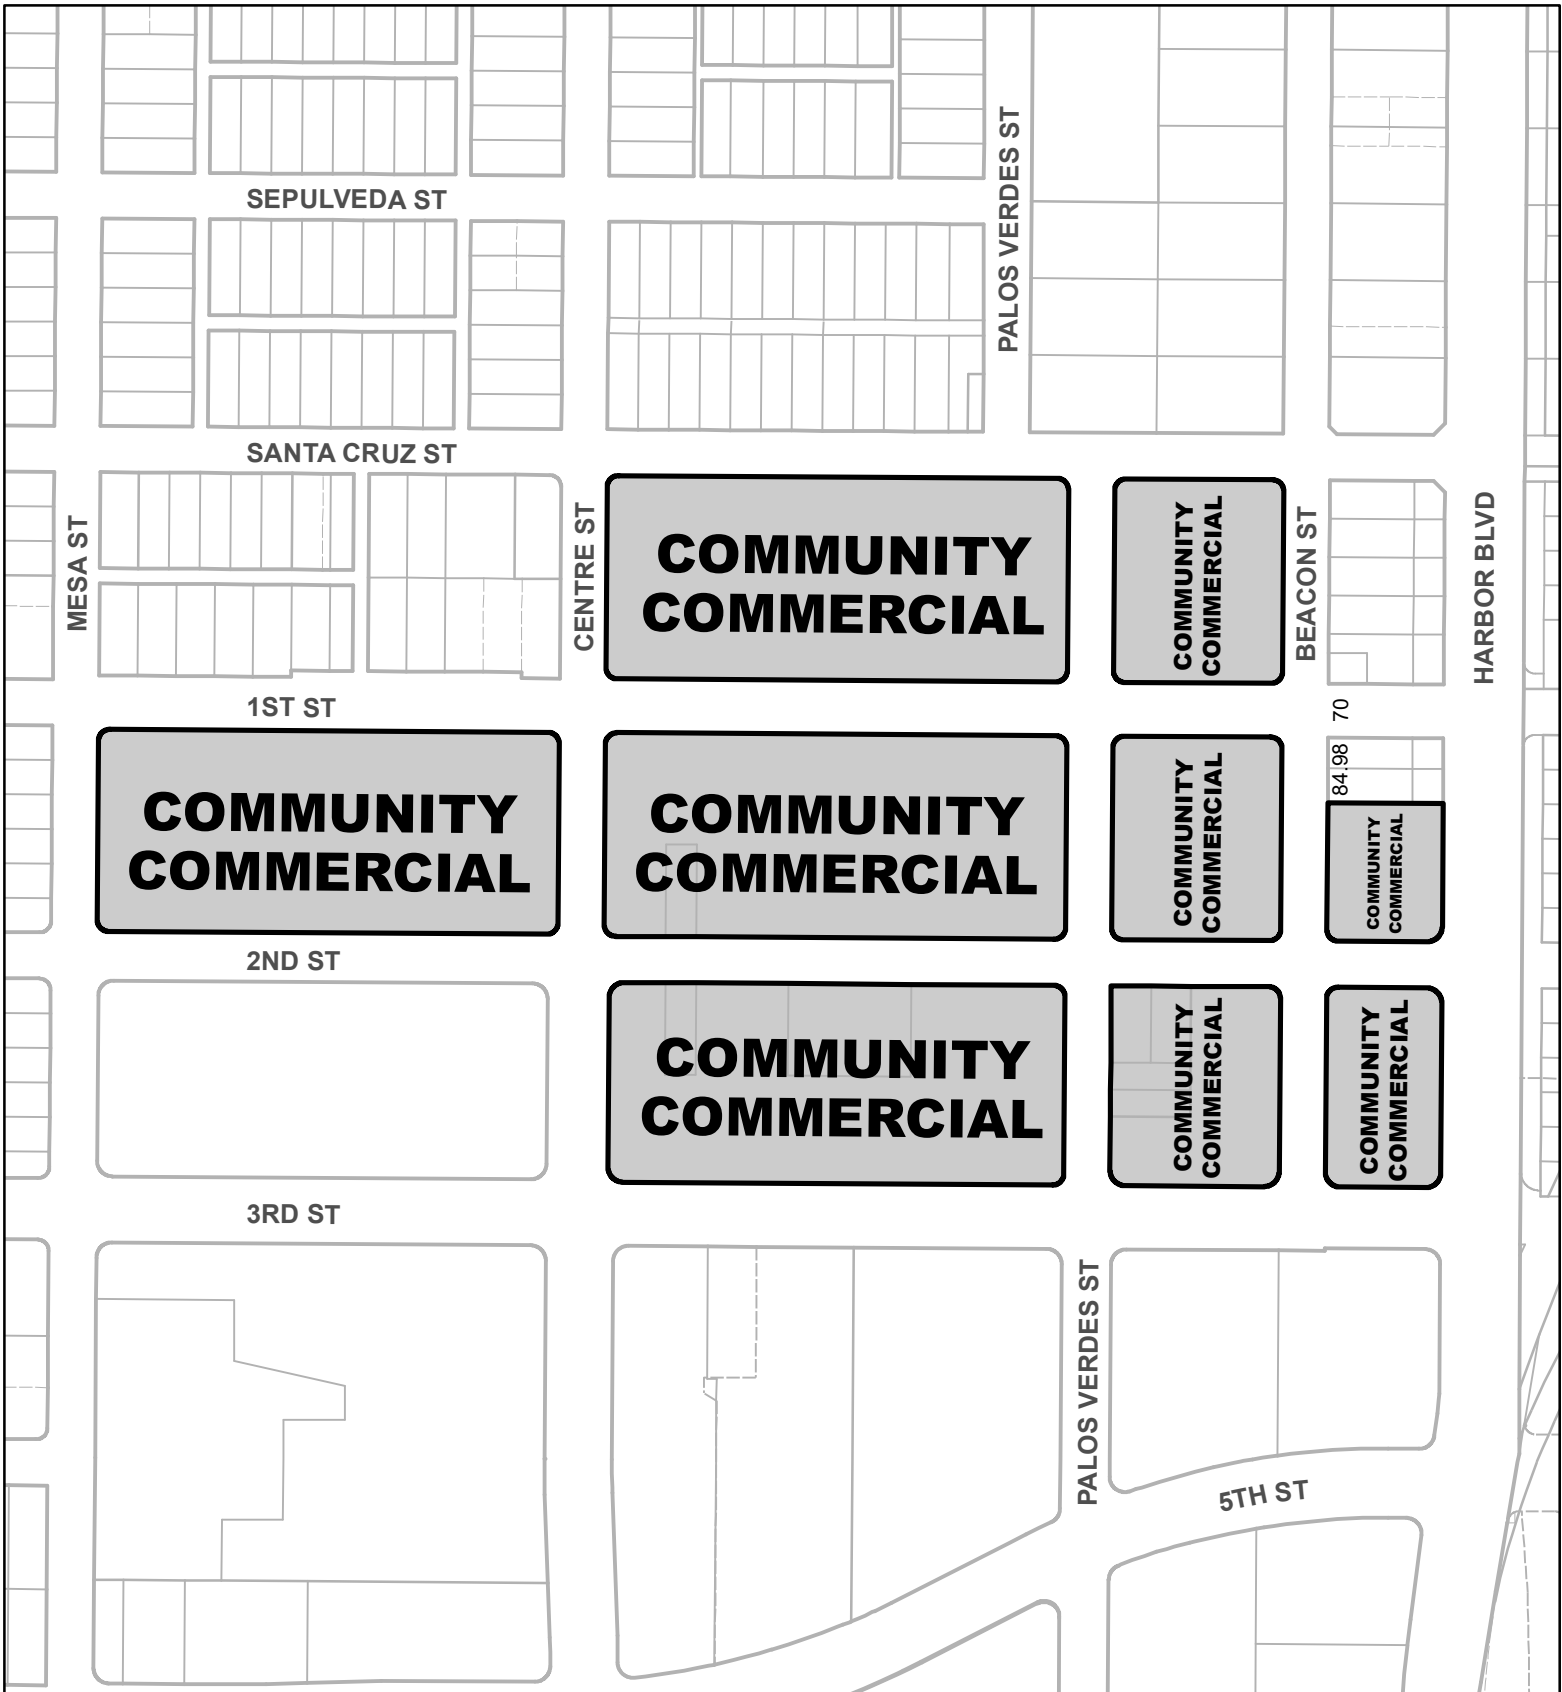 PALOS VERDES ST
SEPULVEDA ST
SANTA CRUZ ST
MESA ST
CENTRE ST
COMMUNITY
COMMERCIAL
COMMUNITY
COMMERCIAL
BEACON ST
HARBOR BLVD
1ST ST
70
84.98
COMMUNITY
COMMERCIAL
COMMUNITY
COMMERCIAL
COMMUNITY
COMMERCIAL
COMMUNITY
COMMERCIAL
2ND ST
COMMUNITY
COMMERCIAL
COMMUNITY
COMMERCIAL
COMMUNITY
COMMERCIAL
3RD ST
PALOS VERDES ST
5TH ST